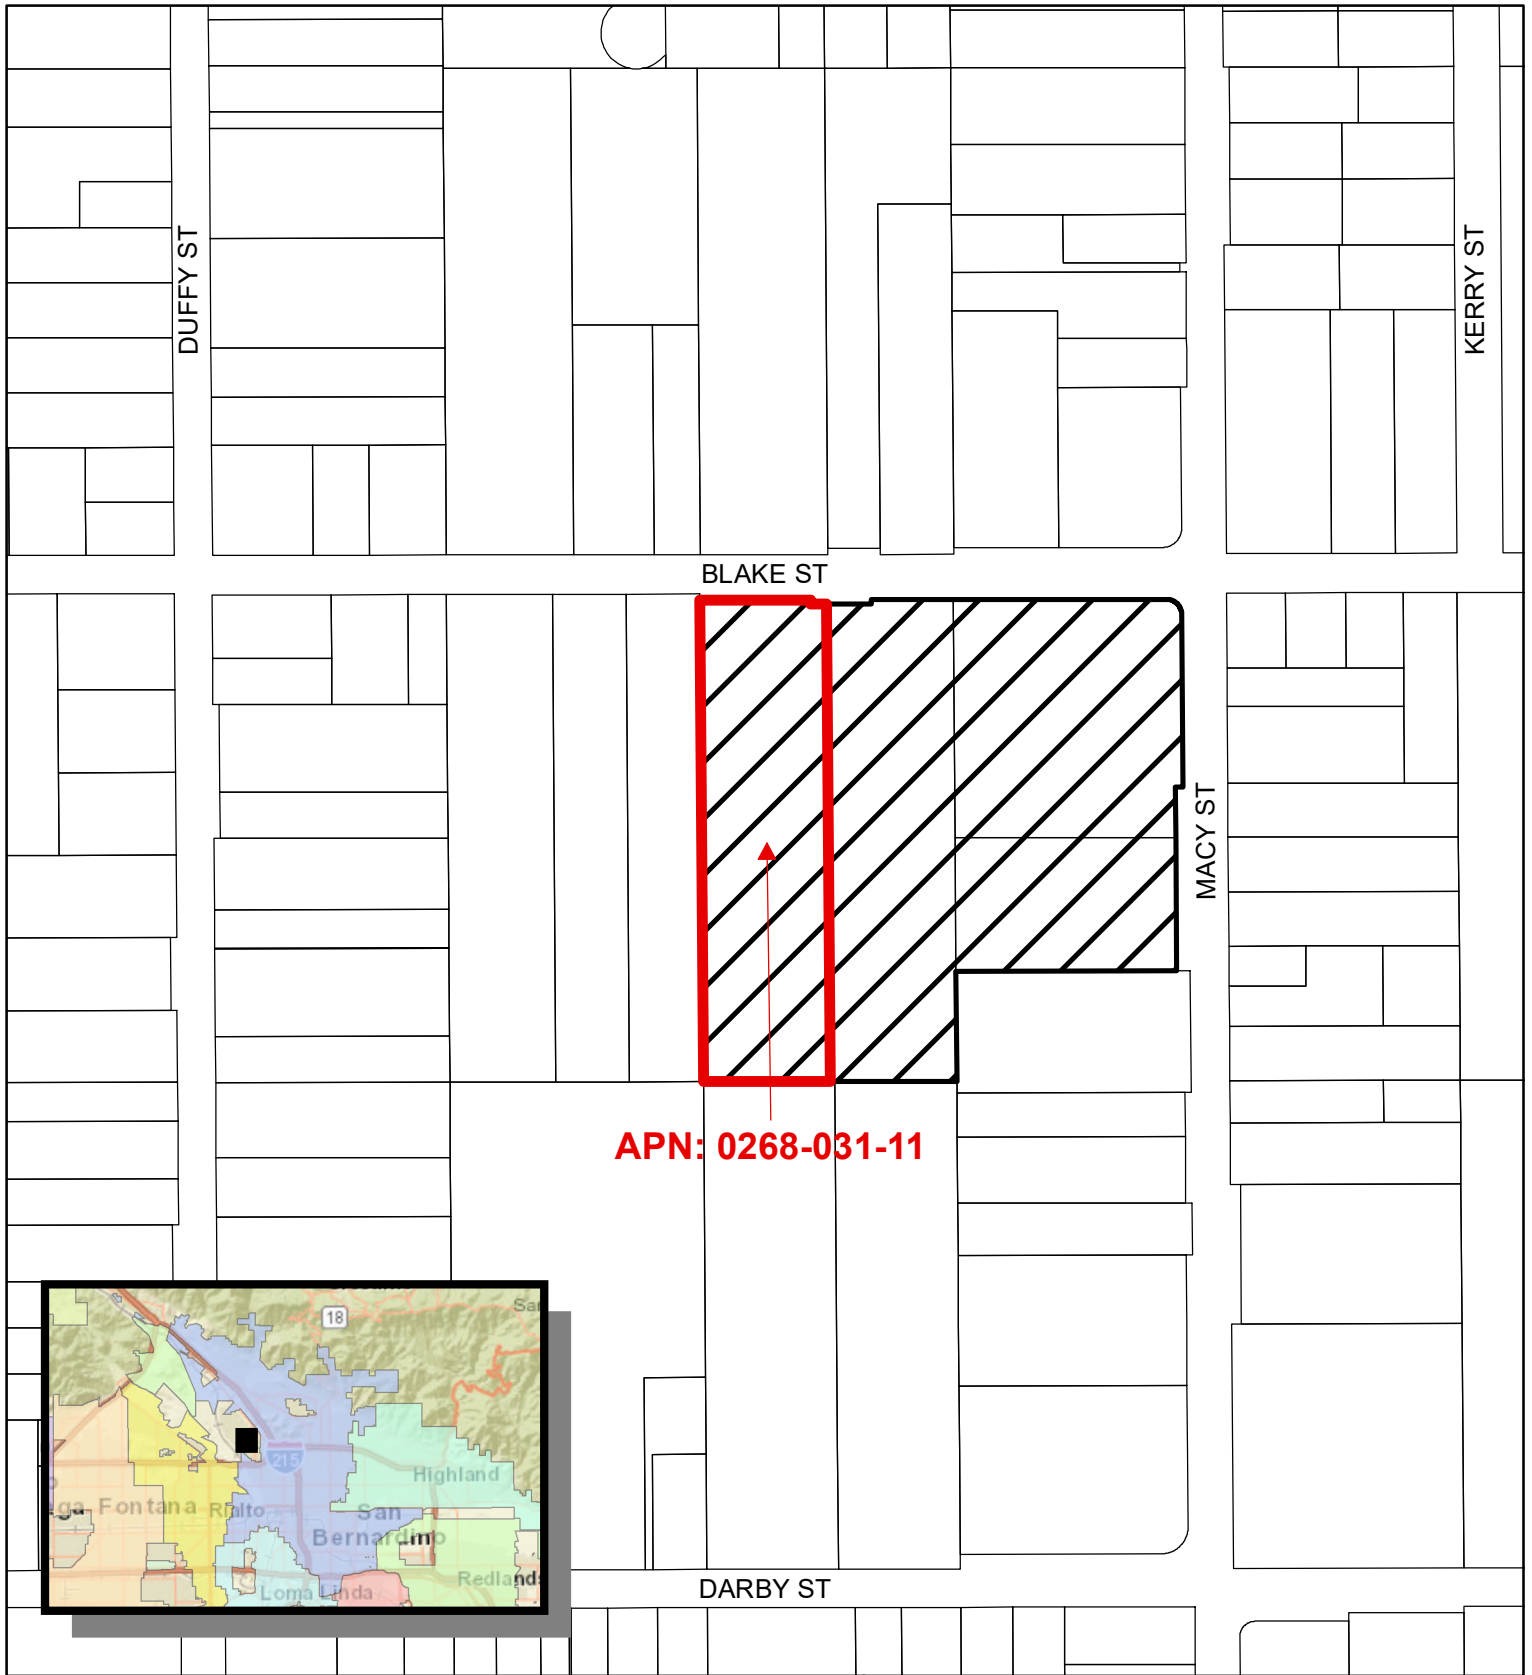 DUFFY ST
KERRY ST
BLAKE ST
MACY ST
APN: 0268-031-11
18
215
Highland
Fontana
Rialto
San
Bernardino
Redlands
Loma Linda
DARBY ST